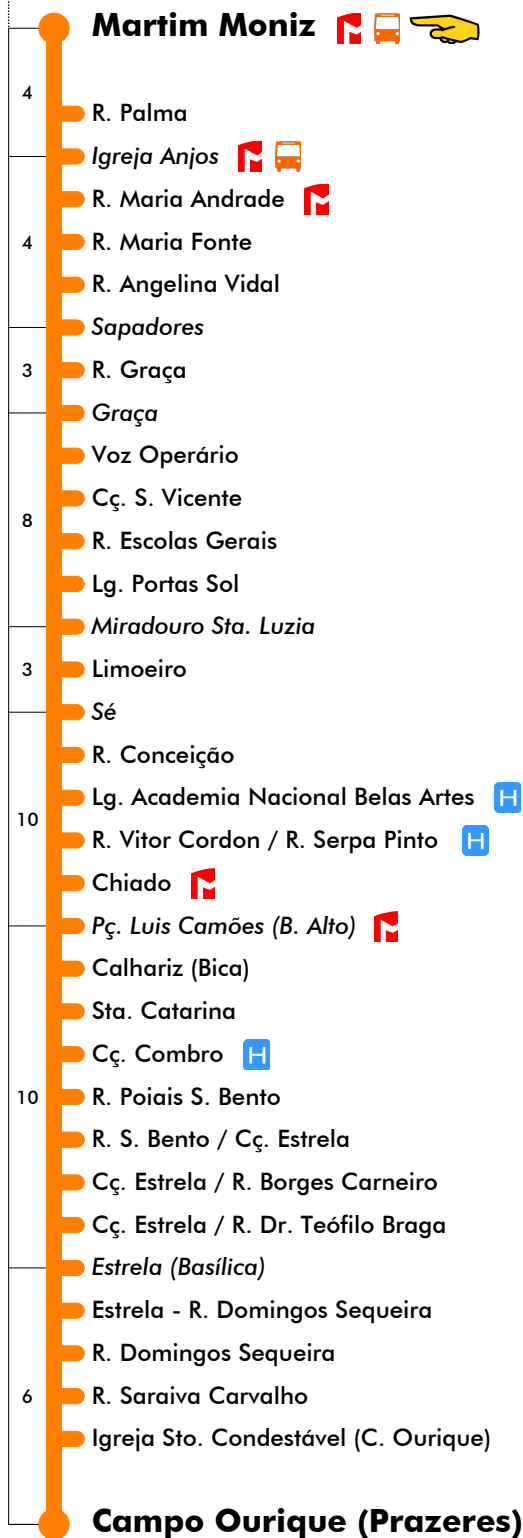 Martim Moniz
4
R. Palma
Igreja Anjos
R. Maria Andrade
4
R. Maria Fonte
R. Angelina Vidal
Sapadores
3
R. Graça
Graça
Voz Operário
Cç. S. Vicente
8
R. Escolas Gerais
Lg. Portas Sol
Miradouro Sta. Luzia
3
Limoeiro
Sé
R. Conceição
Lg. Academia Nacional Belas Artes H
10
R. Vitor Cordon / R. Serpa Pinto H
Chiado
Pç. Luis Camões (B. Alto)
Calhariz (Bica)
Sta. Catarina
Cç. Combro H
10
R. Poiais S. Bento
R. S. Bento / Cç. Estrela
Cç. Estrela / R. Borges Carneiro
Cç. Estrela / R. Dr. Teófilo Braga
Estrela (Basílica)
Estrela - R. Domingos Sequeira
R. Domingos Sequeira
6
R. Saraiva Carvalho
Igreja Sto. Condestável (C. Ourique)
Campo Ourique (Prazeres)